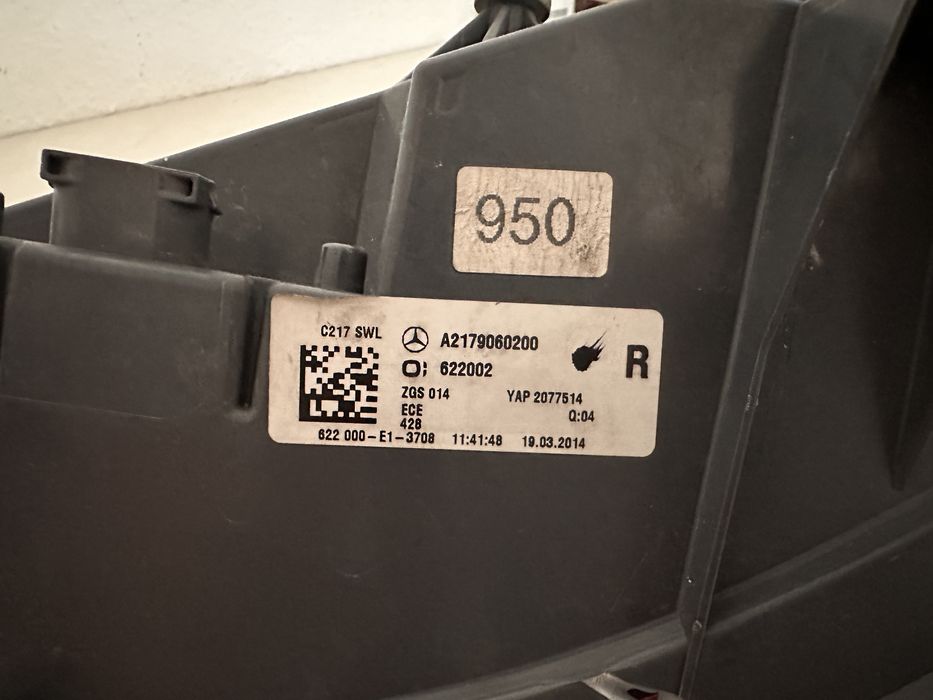 950
C217 SWL
A2179060200
622002
R
ZGS 014 YAP 2077514
ECE Q:04
428
622 000-E1-3708 11:41:48 19.03.2014